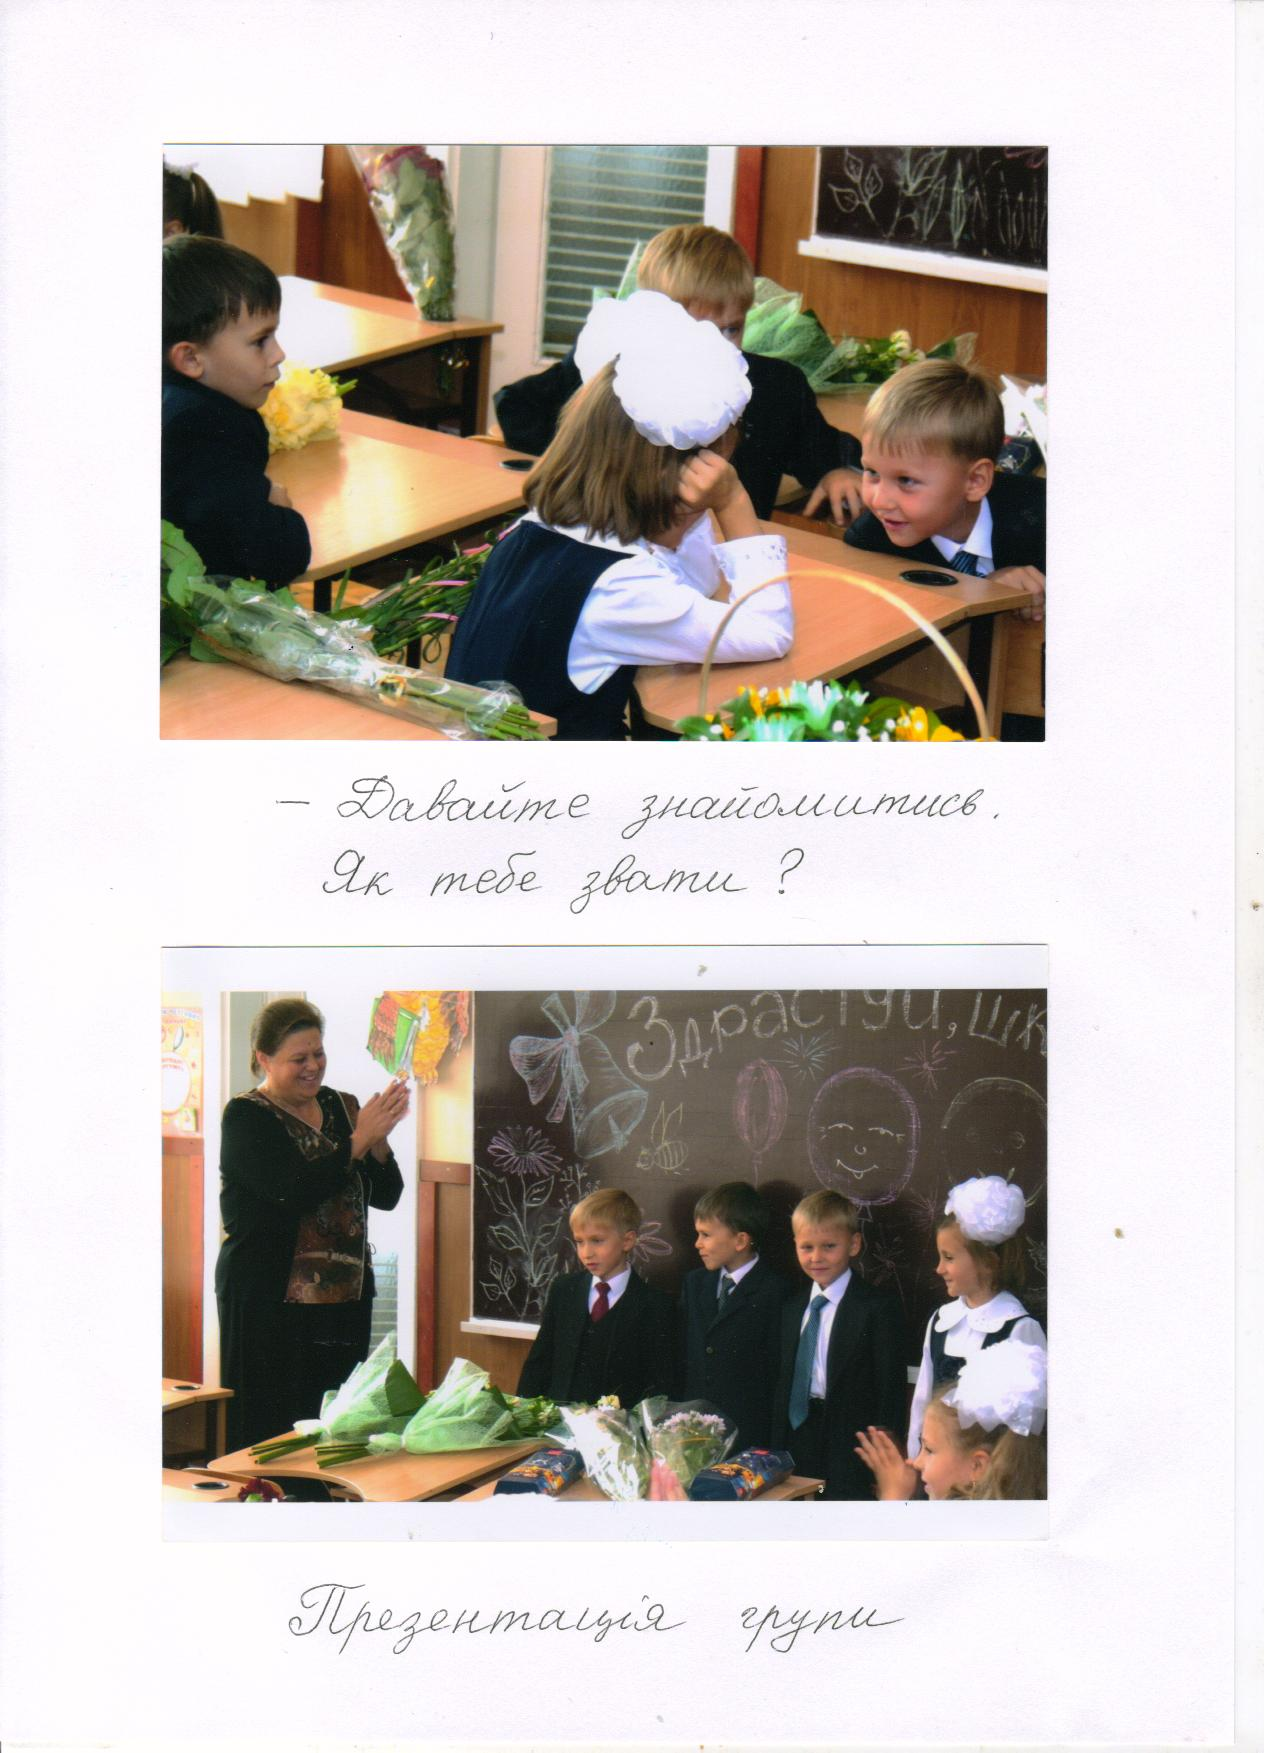 – Давайте знайомитись.
Як тебе звати?
Здрастуй, шк
Презентація групи